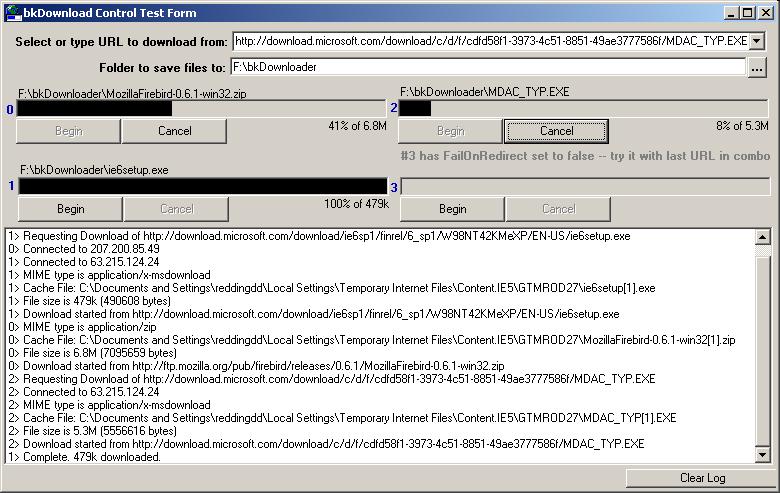 bkDownload Control Test Form
Select or type URL to download from: http://download.microsoft.com/download/c/d/f/cdfd58f1-3973-4c51-8851-49ae3777586f/MDAC_TYP.EXE
Folder to save files to: F:\bkDownloader ...
F:\bkDownloader\MozillaFirebird-0.6.1-win32.zip
0
Begin Cancel 41% of 6.8M
F:\bkDownloader\MDAC_TYP.EXE
2
Begin Cancel 8% of 5.3M
#3 has FailOnRedirect set to false -- try it with last URL in combo
F:\bkDownloader\ie6setup.exe
1
Begin Cancel 100% of 479k
3
Begin Cancel
1> Requesting Download of http://download.microsoft.com/download/ie6sp1/finrel/6_sp1/W98NT42KMeXP/EN-US/ie6setup.exe
0> Connected to 207.200.85.49
1> Connected to 63.215.124.24
1> MIME type is application/x-msdownload
1> Cache File: C:\Documents and Settings\reddingdd\Local Settings\Temporary Internet Files\Content.IE5\GTMROD27\ie6setup[1].exe
1> File size is 479k (490608 bytes)
1> Download started from http://download.microsoft.com/download/ie6sp1/finrel/6_sp1/W98NT42KMeXP/EN-US/ie6setup.exe
0> MIME type is application/zip
0> Cache File: C:\Documents and Settings\reddingdd\Local Settings\Temporary Internet Files\Content.IE5\GTMROD27\MozillaFirebird-0.6.1-win32[1].zip
0> File size is 6.8M (7095659 bytes)
0> Download started from http://ftp.mozilla.org/pub/firebird/releases/0.6.1/MozillaFirebird-0.6.1-win32.zip
2> Requesting Download of http://download.microsoft.com/download/c/d/f/cdfd58f1-3973-4c51-8851-49ae3777586f/MDAC_TYP.EXE
2> Connected to 63.215.124.24
2> MIME type is application/x-msdownload
2> Cache File: C:\Documents and Settings\reddingdd\Local Settings\Temporary Internet Files\Content.IE5\GTMROD27\MDAC_TYP[1].EXE
2> File size is 5.3M (5556616 bytes)
2> Download started from http://download.microsoft.com/download/c/d/f/cdfd58f1-3973-4c51-8851-49ae3777586f/MDAC_TYP.EXE
1> Complete. 479k downloaded.
Clear Log